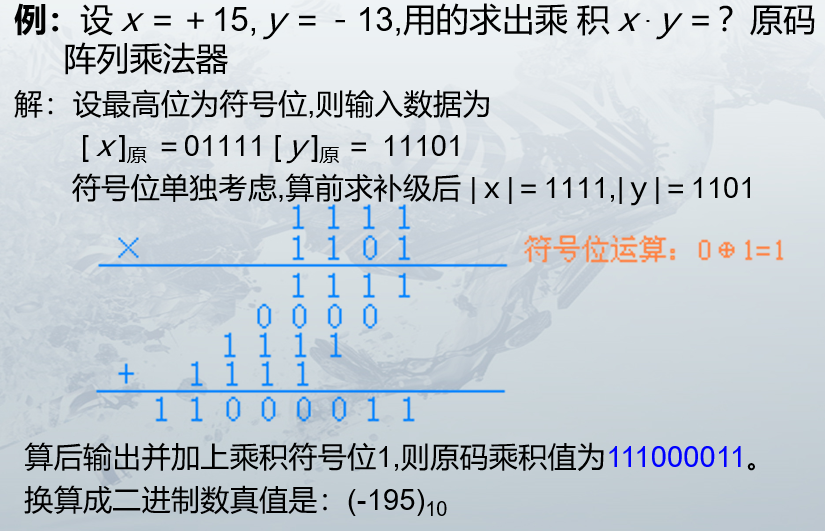 例：设 x = + 15, y = - 13,用的求出乘 积 x · y = ? 原码
阵列乘法器
解：设最高位为符号位,则输入数据为
[ x ]原 = 01111 [ y ]原 = 11101
符号位单独考虑,算前求补级后 | x | = 1111,| y | = 1101
1 1 1 1
× 1 1 0 1
符号位运算：0 ⊕ 1=1
1 1 1 1
0 0 0 0
1 1 1 1
+ 1 1 1 1
1 1 0 0 0 0 1 1
算后输出并加上乘积符号位1,则原码乘积值为111000011。
换算成二进制数真值是：(-195)10